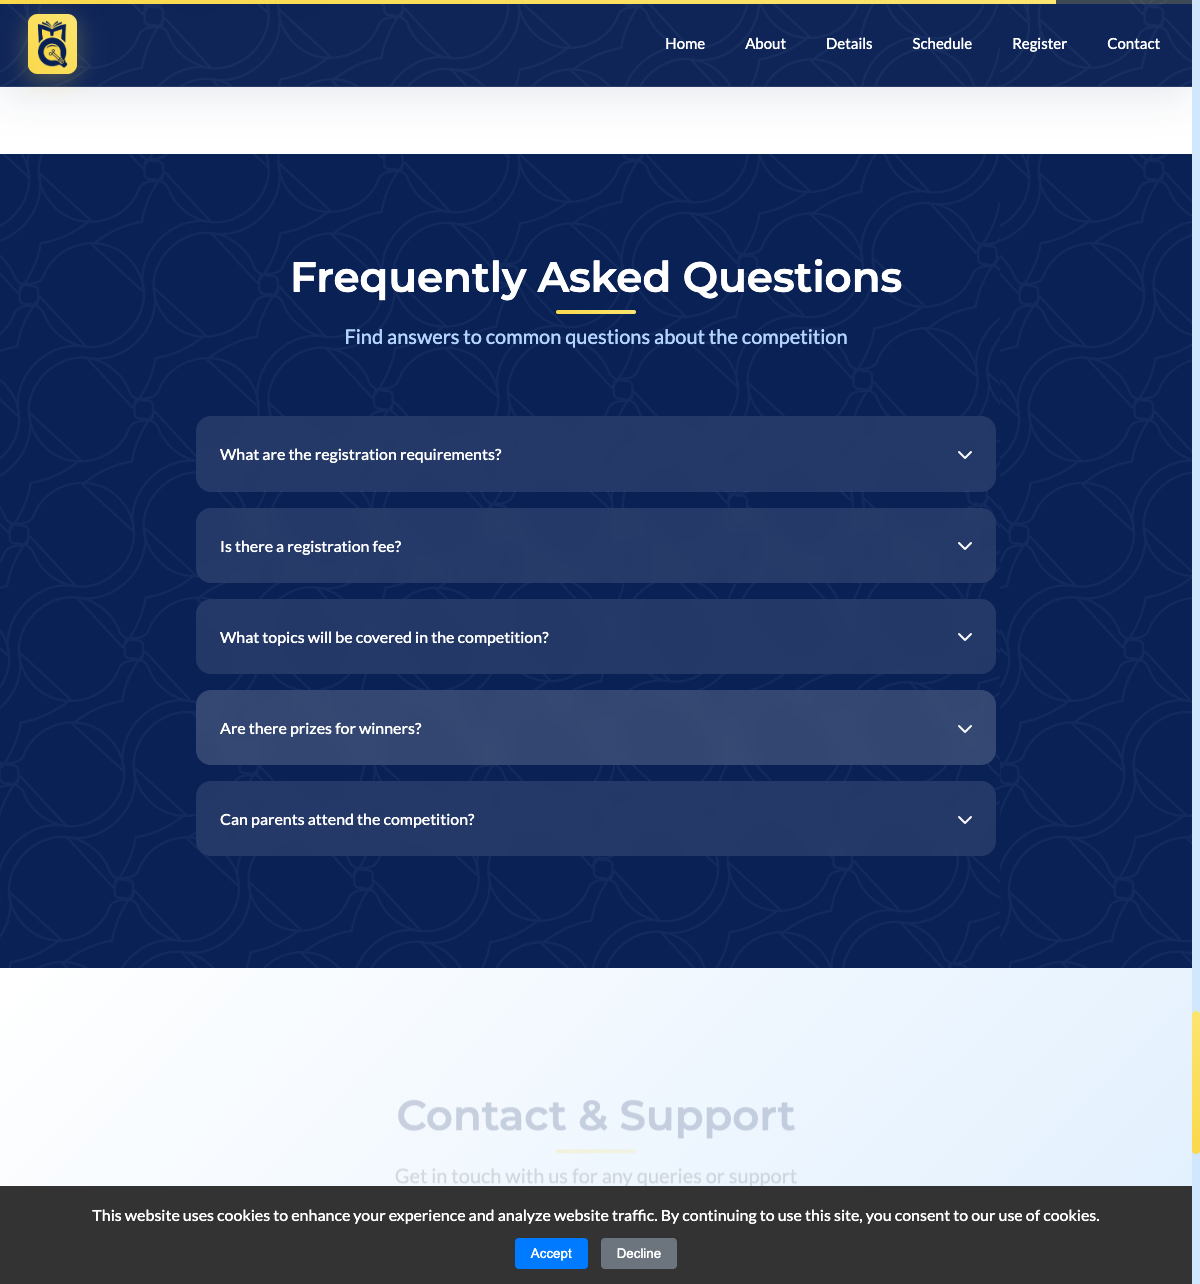 Home
About
Details
Schedule
Register
Contact
Frequently Asked Questions
Find answers to common questions about the competition
What are the registration requirements?
Is there a registration fee?
What topics will be covered in the competition?
Are there prizes for winners?
Can parents attend the competition?
Contact & Support
Get in touch with us for any queries or support
This website uses cookies to enhance your experience and analyze website traffic. By continuing to use this site, you consent to our use of cookies.
Accept
Decline